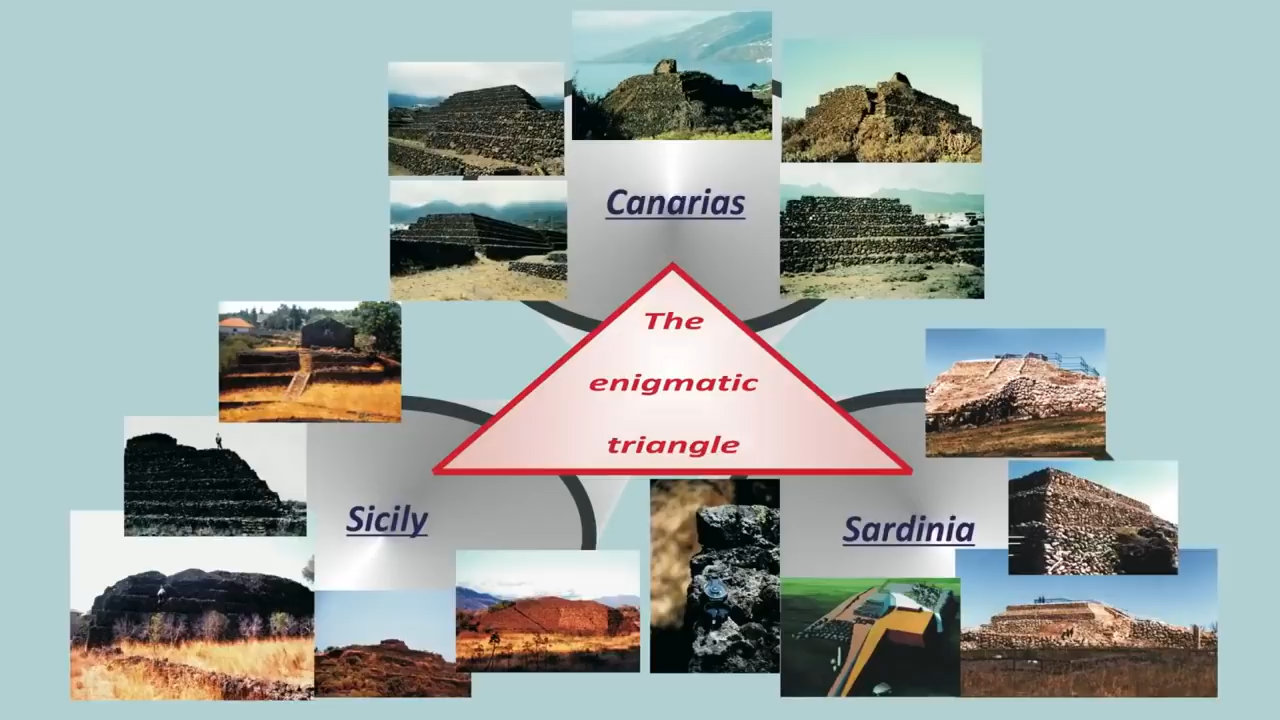 Canarias
The
enigmatic
triangle
Sicily
Sardinia